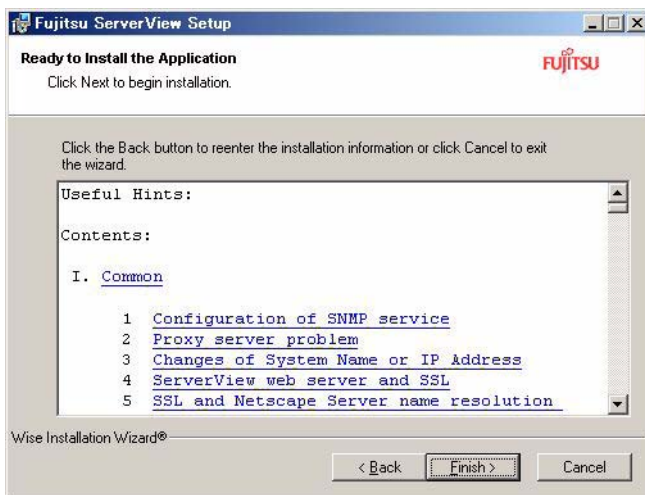 Fujitsu ServerView Setup
Ready to Install the Application
Click Next to begin installation.
FUJITSU
Click the Back button to reenter the installation information or click Cancel to exit
the wizard.
Useful Hints:
Contents:
I. Common
1 Configuration of SNMP service
2 Proxy server problem
3 Changes of System Name or IP Address
4 ServerView web server and SSL
5 SSL and Netscape Server name resolution
Wise Installation Wizard®
< Back
Finish >
Cancel